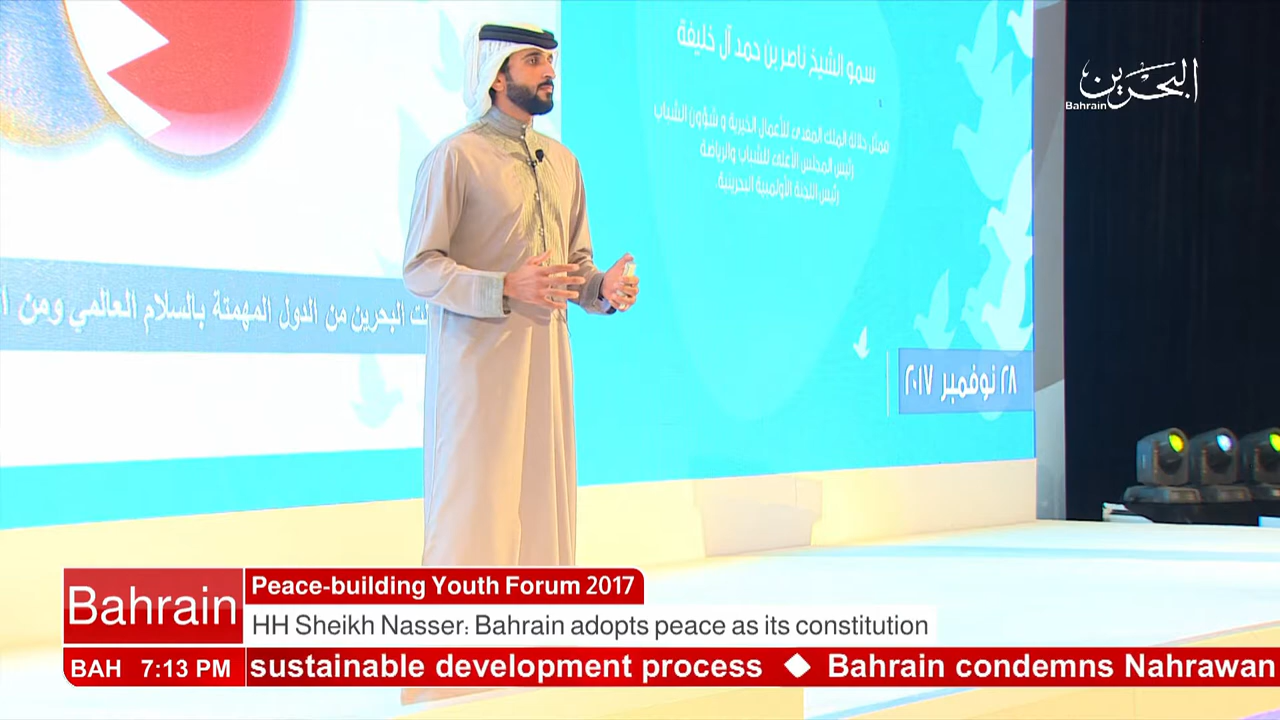 سمو الشيخ ناصر بن حمد آل خليفة
ممثل جلالة الملك المفدى للأعمال الخيرية و شؤون الشباب
رئيس المجلس الأعلى للشباب والرياضة
رئيس اللجنة الأولمبية البحرينية
البحرين
Bahrain
البحرين من الدول المهمتة بالسلام العالمي ومن
٢٨ نوفمبر ٢٠١٧
Bahrain
Peace-building Youth Forum 2017
HH Sheikh Nasser: Bahrain adopts peace as its constitution
BAH 7:13 PM
sustainable development process ◆ Bahrain condemns Nahrawan